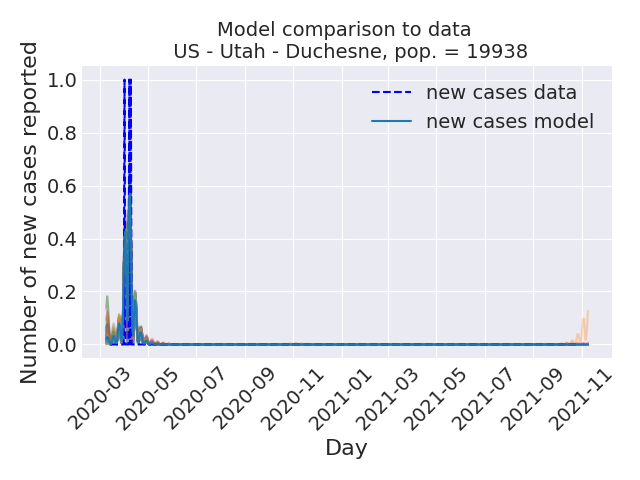 Model comparison to data
US - Utah - Duchesne, pop. = 19938
Number of new cases reported
1.0
0.8
0.6
0.4
0.2
0.0
new cases data
new cases model
2020-03
2020-05
2020-07
2020-09
2020-11
2021-01
2021-03
2021-05
2021-07
2021-09
2021-11
Day